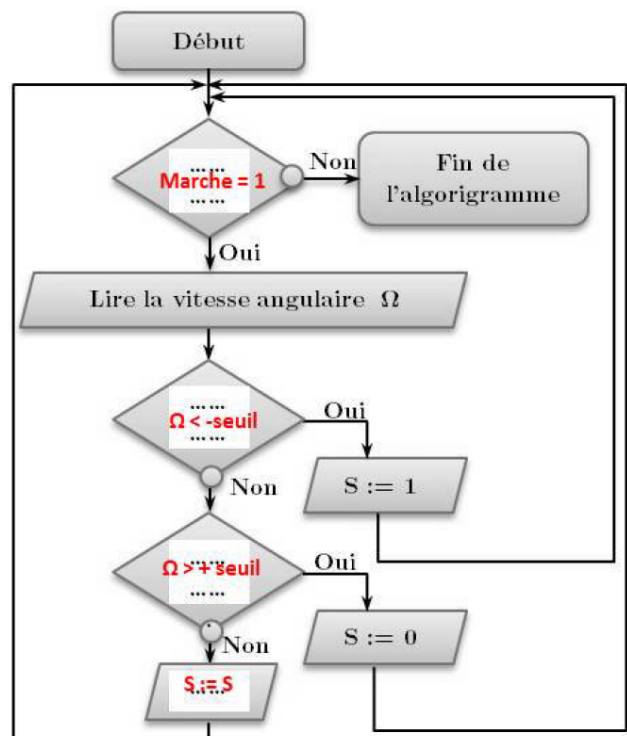 Début
……
Marche = 1
……
Non
Fin de
l'algorigramme
Oui
Lire la vitesse angulaire Ω
……
Ω < -seuil
……
Oui
Non
S := 1
……
Ω > + seuil
……
Oui
Non
S := 0
S := S
……